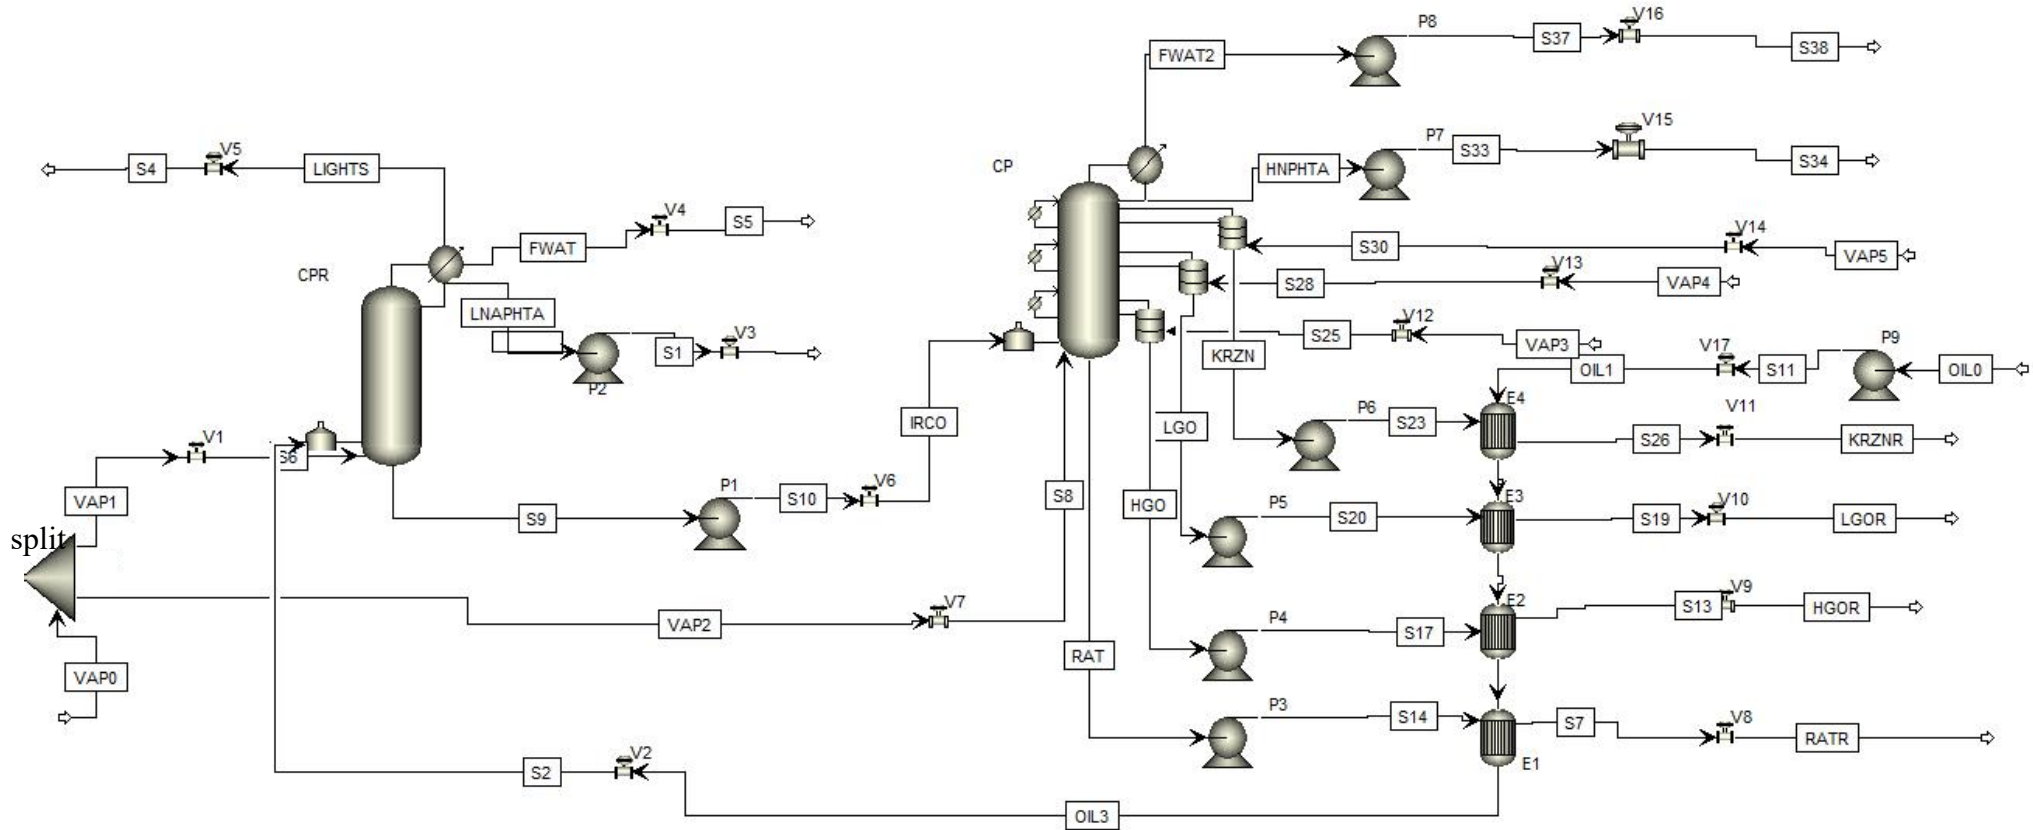 P8
V16
S37
FWAT2
S38
V15
P7
S33
CP
HNPHTA
S34
V5
S4
LIGHTS
V4
S5
FWAT
V14
S30
VAP5
V13
CPR
S28
VAP4
LNAPHTA
V12
S25
V3
S1
VAP3
P9
KRZN
V17
OIL1
S11
OIL0
P2
E4
V11
P6
IRCO
S23
LGO
V1
S26
KRZNR
S6
P1
V6
VAP1
S10
S8
HGO
P5
E3
V10
S9
S20
S19
LGOR
split
V7
P4
E2
V9
S13
HGOR
VAP2
S17
RAT
VAP0
P3
S14
S7
V8
RATR
V2
S2
E1
OIL3